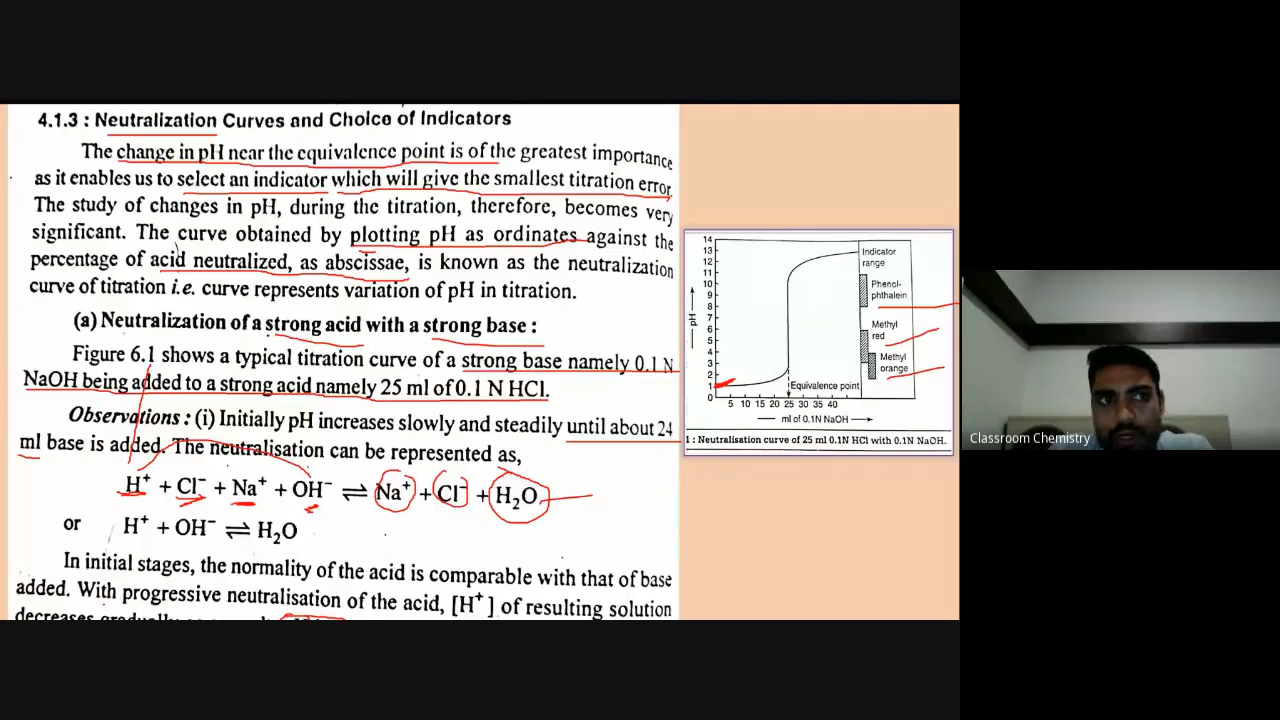 4.1.3 : Neutralization Curves and Choice of Indicators
The change in pH near the equivalence point is of the greatest importance
as it enables us to select an indicator which will give the smallest titration error.
The study of changes in pH, during the titration, therefore, becomes very
significant. The curve obtained by plotting pH as ordinates against the
percentage of acid neutralized, as abscissae, is known as the neutralization
curve of titration i.e. curve represents variation of pH in titration.
(a) Neutralization of a strong acid with a strong base :
Figure 6.1 shows a typical titration curve of a strong base namely 0.1 N
NaOH being added to a strong acid namely 25 ml of 0.1 N HCl.
Observations : (i) Initially pH increases slowly and steadily until about 24
ml base is added. The neutralisation can be represented as,
H⁺ + Cl⁻ + Na⁺ + OH⁻ ⇌ Na⁺ + Cl⁻ + H₂O
or H⁺ + OH⁻ ⇌ H₂O
In initial stages, the normality of the acid is comparable with that of base
added. With progressive neutralisation of the acid, [H⁺] of resulting solution
decreases gradually
14
13
12
11
10
9
8
7
6
5
4
3
2
1
0
pH
Indicator
range
Phenol-
phthalein
Methyl
red
Methyl
orange
Equivalence point
5 10 15 20 25 30 35 40
ml of 0.1N NaOH
1 : Neutralisation curve of 25 ml 0.1N HCl with 0.1N NaOH.
Classroom Chemistry